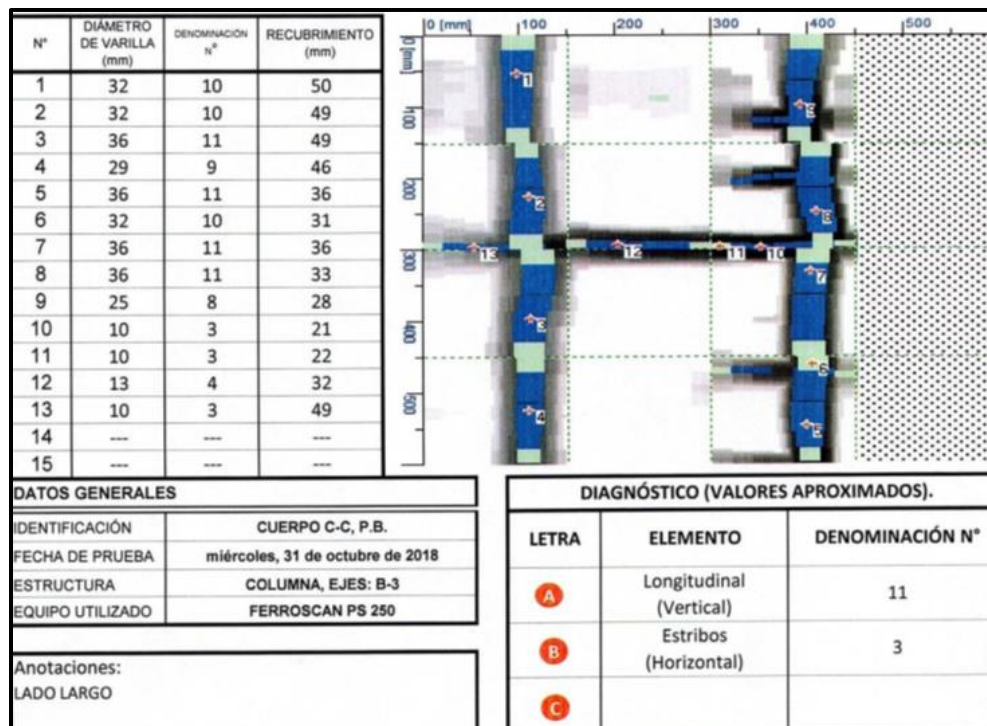 N° DIÁMETRO DE VARILLA (mm) DENOMINACIÓN N° RECUBRIMIENTO (mm)
1 32 10 50
2 32 10 49
3 36 11 49
4 29 9 46
5 36 11 36
6 32 10 31
7 36 11 36
8 36 11 33
9 25 8 28
10 10 3 21
11 10 3 22
12 13 4 32
13 10 3 49
14 --- --- ---
15 --- --- ---
0 [mm] 100 200 300 400 500
0 [mm]
100
200
300
400
500
1
9
2
8
13 12 11 10
7
3
6
4
5
DATOS GENERALES
IDENTIFICACIÓN CUERPO C-C, P.B.
FECHA DE PRUEBA miércoles, 31 de octubre de 2018
ESTRUCTURA COLUMNA, EJES: B-3
EQUIPO UTILIZADO FERROSCAN PS 250
Anotaciones:
LADO LARGO
DIAGNÓSTICO (VALORES APROXIMADOS).
LETRA ELEMENTO DENOMINACIÓN N°
A Longitudinal (Vertical) 11
B Estribos (Horizontal) 3
C